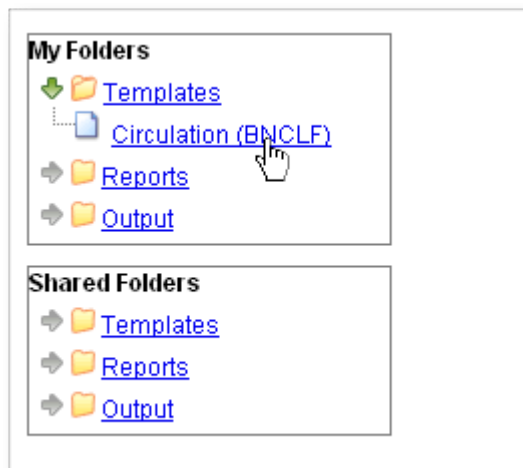 My Folders
Templates
Circulation (BNCLF)
Reports
Output
Shared Folders
Templates
Reports
Output